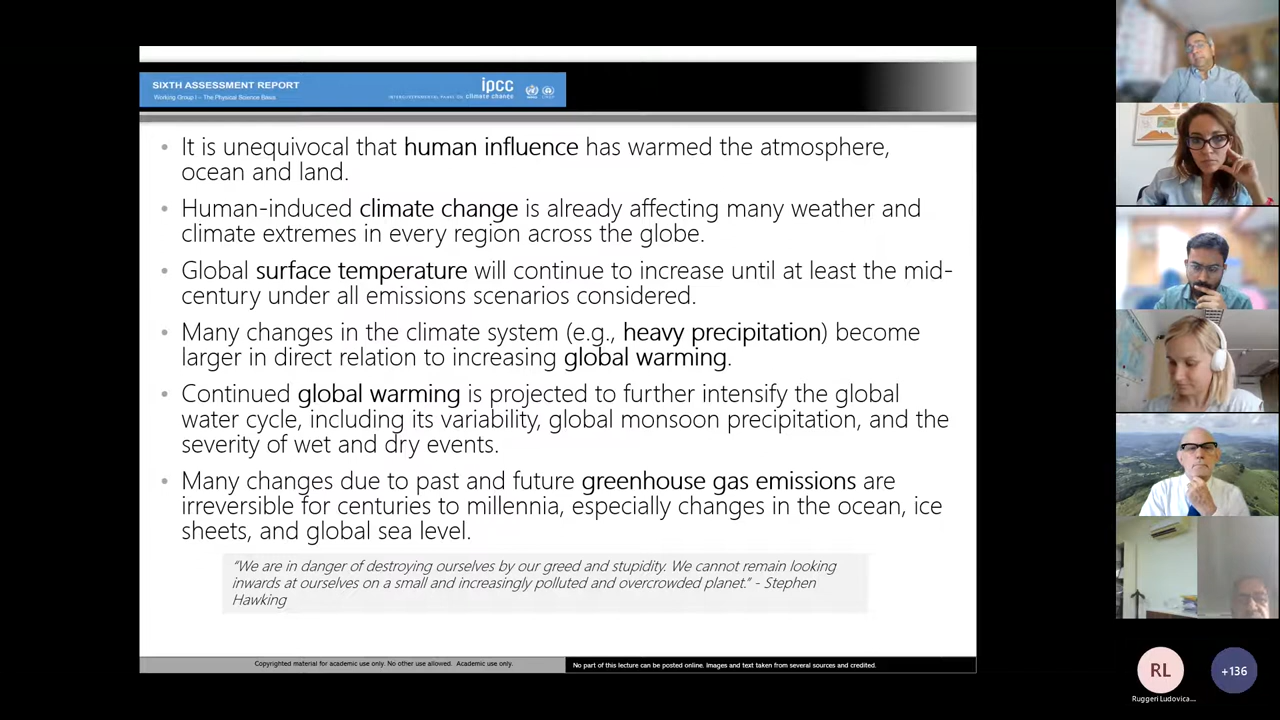 SIXTH ASSESSMENT REPORT
Working Group I – The Physical Science Basis
ipcc
INTERGOVERNMENTAL PANEL ON climate change
• It is unequivocal that human influence has warmed the atmosphere,
ocean and land.
• Human-induced climate change is already affecting many weather and
climate extremes in every region across the globe.
• Global surface temperature will continue to increase until at least the mid-
century under all emissions scenarios considered.
• Many changes in the climate system (e.g., heavy precipitation) become
larger in direct relation to increasing global warming.
• Continued global warming is projected to further intensify the global
water cycle, including its variability, global monsoon precipitation, and the
severity of wet and dry events.
• Many changes due to past and future greenhouse gas emissions are
irreversible for centuries to millennia, especially changes in the ocean, ice
sheets, and global sea level.
“We are in danger of destroying ourselves by our greed and stupidity. We cannot remain looking
inwards at ourselves on a small and increasingly polluted and overcrowded planet.” - Stephen
Hawking
Copyrighted material for academic use only. No other use allowed. Academic use only.
No part of this lecture can be posted online. Images and text taken from several sources and credited.
RL
+136
Ruggeri Ludovica...